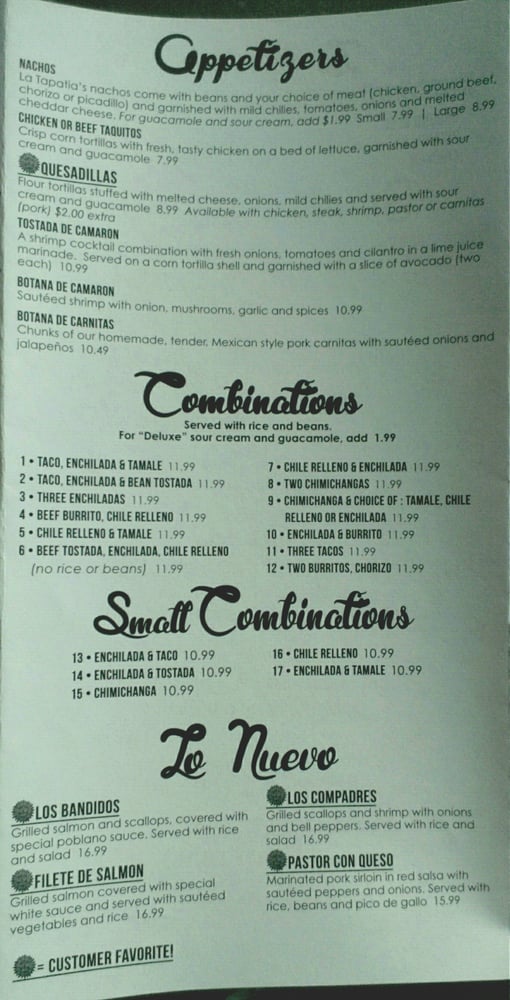 Appetizers
NACHOS
La Tapatia's nachos come with beans and your choice of meat (chicken, ground beef,
chorizo or picadillo) and garnished with mild chilies, tomatoes, onions and melted
cheddar cheese. For guacamole and sour cream, add $1.99 Small 7.99 | Large 8.99
CHICKEN OR BEEF TAQUITOS
Crisp corn tortillas with fresh, tasty chicken on a bed of lettuce, garnished with sour
cream and guacamole 7.99
QUESADILLAS
Flour tortillas stuffed with melted cheese, onions, mild chilies and served with sour
cream and guacamole 8.99 Available with chicken, steak, shrimp, pastor or carnitas
(pork) $2.00 extra
TOSTADA DE CAMARON
A shrimp cocktail combination with fresh onions, tomatoes and cilantro in a lime juice
marinade. Served on a corn tortilla shell and garnished with a slice of avocado (two
each) 10.99
BOTANA DE CAMARON
Sautéed shrimp with onion, mushrooms, garlic and spices 10.99
BOTANA DE CARNITAS
Chunks of our homemade, tender, Mexican style pork carnitas with sautéed onions and
jalapeños 10.49
Combinations
Served with rice and beans.
For "Deluxe" sour cream and guacamole, add 1.99
1 • TACO, ENCHILADA & TAMALE 11.99
2 • TACO, ENCHILADA & BEAN TOSTADA 11.99
3 • THREE ENCHILADAS 11.99
4 • BEEF BURRITO, CHILE RELLENO 11.99
5 • CHILE RELLENO & TAMALE 11.99
6 • BEEF TOSTADA, ENCHILADA, CHILE RELLENO
(no rice or beans) 11.99
7 • CHILE RELLENO & ENCHILADA 11.99
8 • TWO CHIMICHANGAS 11.99
9 • CHIMICHANGA & CHOICE OF : TAMALE, CHILE
RELLENO OR ENCHILADA 11.99
10 • ENCHILADA & BURRITO 11.99
11 • THREE TACOS 11.99
12 • TWO BURRITOS, CHORIZO 11.99
Small Combinations
13 • ENCHILADA & TACO 10.99
14 • ENCHILADA & TOSTADA 10.99
15 • CHIMICHANGA 10.99
16 • CHILE RELLENO 10.99
17 • ENCHILADA & TAMALE 10.99
Lo Nuevo
LOS BANDIDOS
Grilled salmon and scallops, covered with
special poblano sauce. Served with rice
and salad 16.99
FILETE DE SALMON
Grilled salmon covered with special
white sauce and served with sautéed
vegetables and rice 16.99
LOS COMPADRES
Grilled scallops and shrimp with onions
and bell peppers. Served with rice and
salad 16.99
PASTOR CON QUESO
Marinated pork sirloin in red salsa with
sautéed peppers and onions. Served with
rice, beans and pico de gallo 15.99
= CUSTOMER FAVORITE!